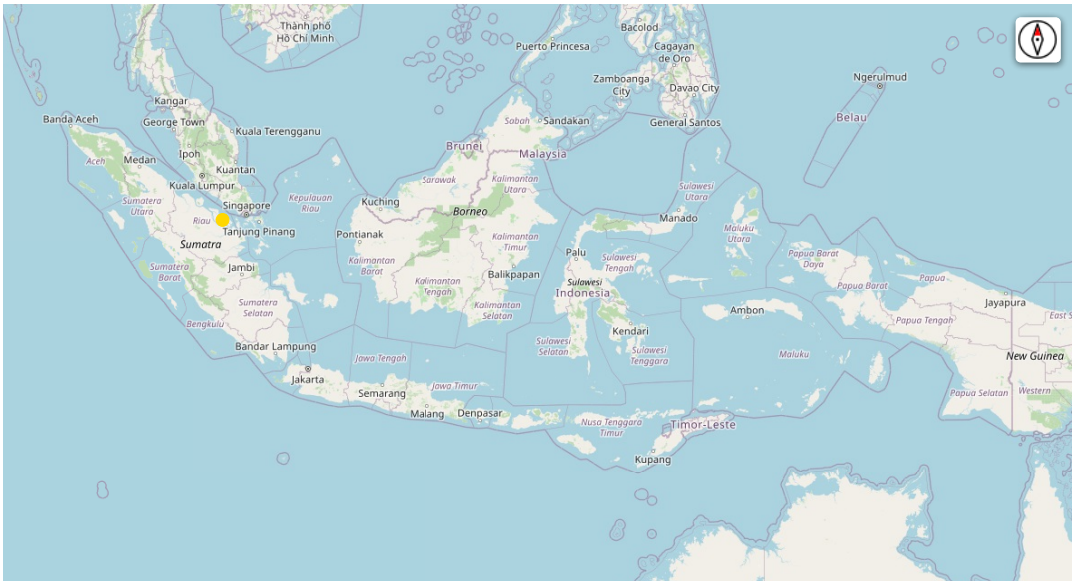 Thành phố
Hồ Chí Minh
Bacolod
Puerto Princesa
Cagayan
de Oro
Zamboanga
City
Davao City
Ngerulmud
Kangar
Banda Aceh
George Town
Kuala Terengganu
Sabah
Sandakan
General Santos
Belau
Ipoh
Brunei
Malaysia
Aceh
Medan
Kuantan
Kuala Lumpur
Sarawak
Kalimantan
Utara
Sulawesi
Utara
Sumatera
Utara
Kepulauan
Riau
Kuching
Singapore
Borneo
Riau
Tanjung Pinang
Manado
Maluku
Utara
Pontianak
Sumatra
Kalimantan
Timur
Palu
Papua Barat
Daya
Sumatera
Barat
Jambi
Kalimantan
Barat
Balikpapan
Sulawesi
Tengah
Kalimantan
Tengah
Sulawesi
Indonesia
Papua
Papua Barat
Sumatera
Selatan
Kalimantan
Selatan
Jayapura
Bengkulu
Ambon
Papua Tengah
East S
Kendari
Bandar Lampung
Sulawesi
Selatan
Sulawesi
Tenggara
Jawa Tengah
Maluku
New Guinea
Jakarta
Semarang
Jawa Timur
Papua Selatan
Western
Malang
Denpasar
Nusa Tenggara
Timur
Timor-Leste
Kupang